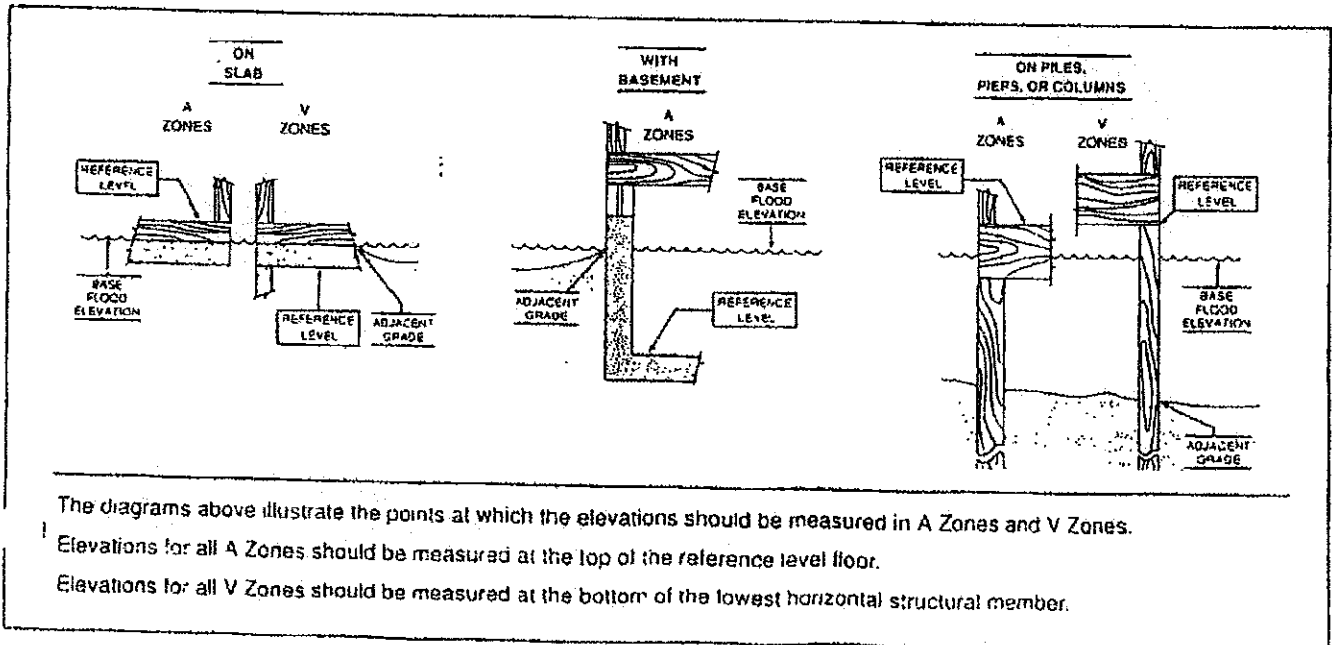 ON
SLAB
A
ZONES
V
ZONES
REFERENCE
LEVEL
BASE
FLOOD
ELEVATION
REFERENCE
LEVEL
ADJACENT
GRADE
WITH
BASEMENT
A
ZONES
BASE
FLOOD
ELEVATION
ADJACENT
GRADE
REFERENCE
LEVEL
ON PILES,
PIERS, OR COLUMNS
A
ZONES
V
ZONES
REFERENCE
LEVEL
REFERENCE
LEVEL
BASE
FLOOD
ELEVATION
ADJACENT
GRADE
The diagrams above illustrate the points at which the elevations should be measured in A Zones and V Zones.
Elevations for all A Zones should be measured at the top of the reference level floor.
Elevations for all V Zones should be measured at the bottom of the lowest horizontal structural member.